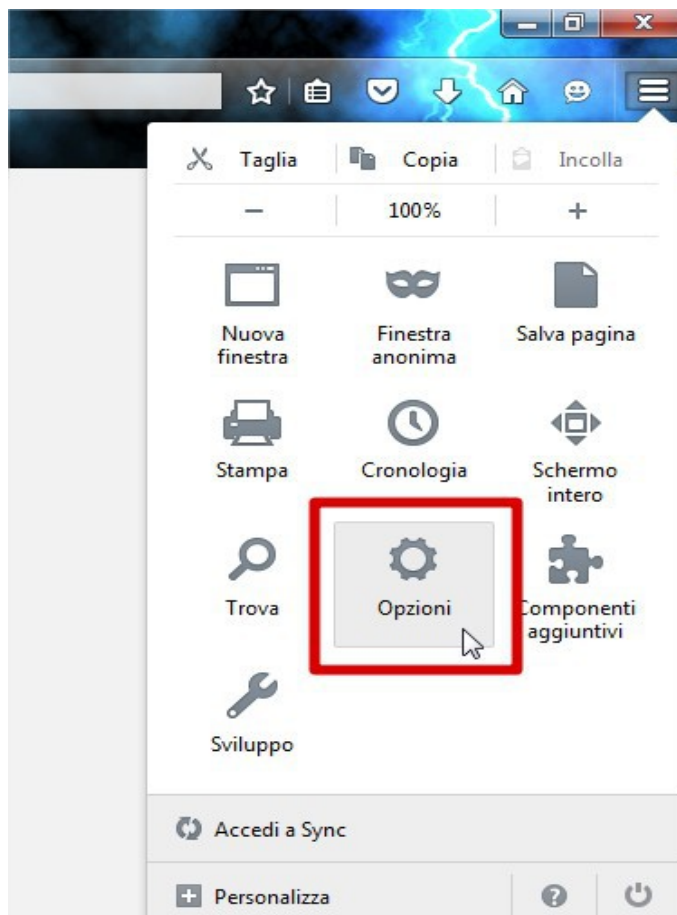 Taglia Copia Incolla
− 100% +
Nuova finestra
Finestra anonima
Salva pagina
Stampa
Cronologia
Schermo intero
Trova
Opzioni
Componenti aggiuntivi
Sviluppo
Accedi a Sync
Personalizza